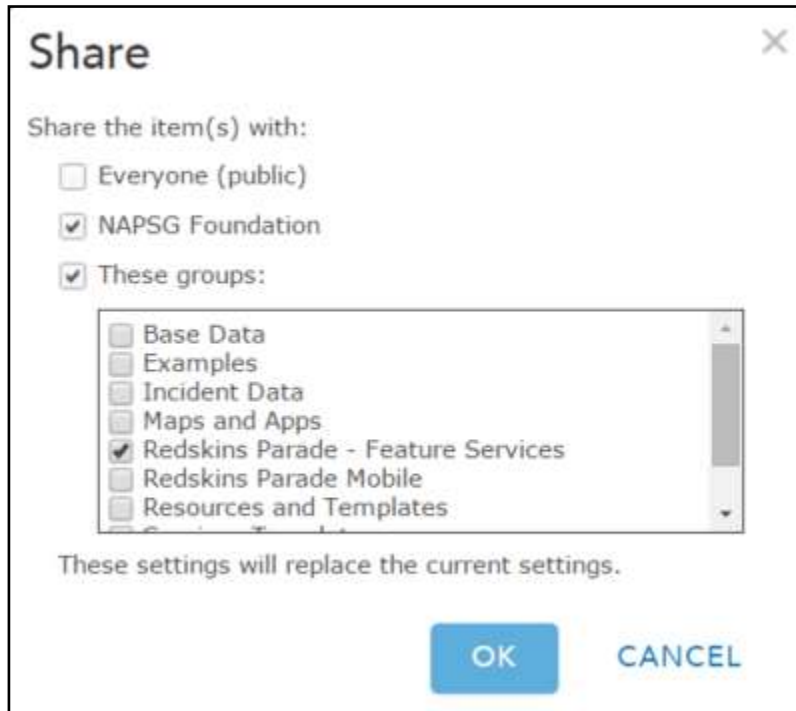 Share
Share the item(s) with:
Everyone (public)
NAPSG Foundation
These groups:
Base Data
Examples
Incident Data
Maps and Apps
Redskins Parade - Feature Services
Redskins Parade Mobile
Resources and Templates
These settings will replace the current settings.
OK CANCEL